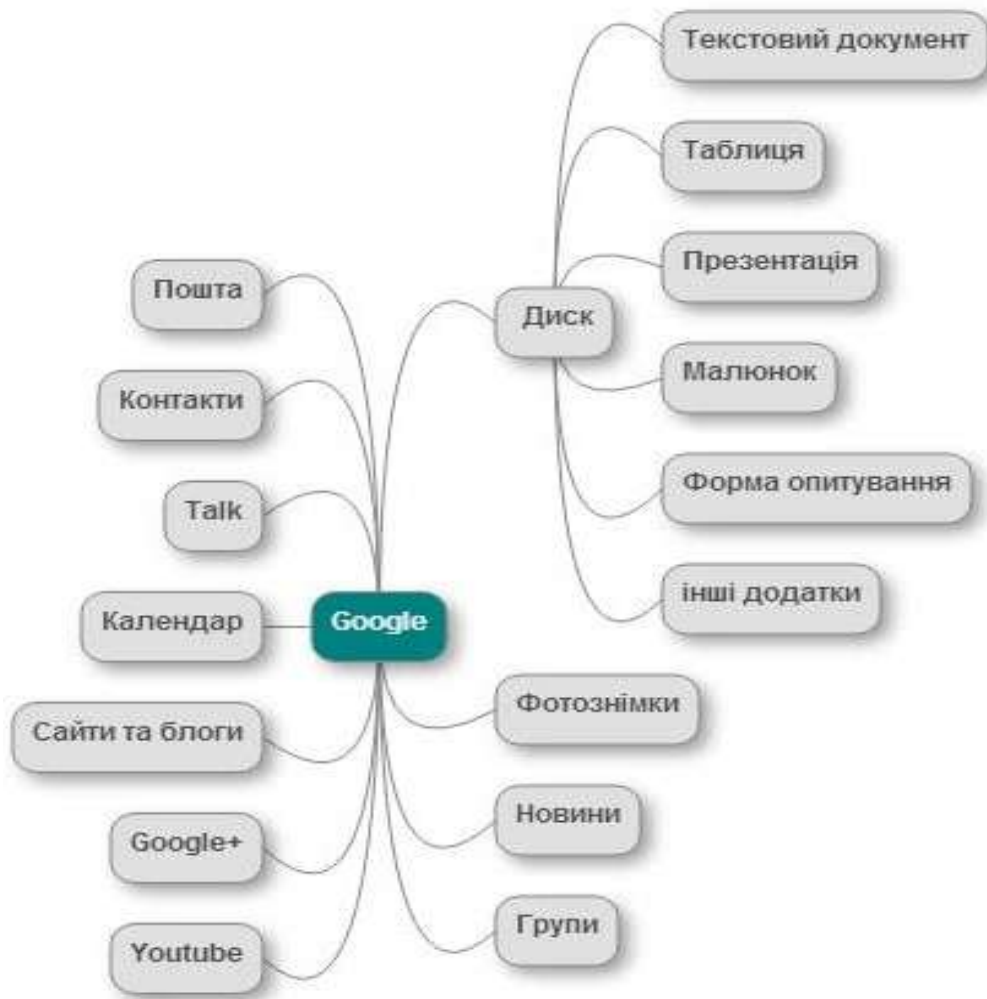 Текстовий документ
Таблиця
Презентація
Пошта
Диск
Малюнок
Контакти
Форма опитування
Talk
інші додатки
Календар
Google
Фотознімки
Сайти та блоги
Новини
Google+
Групи
Youtube